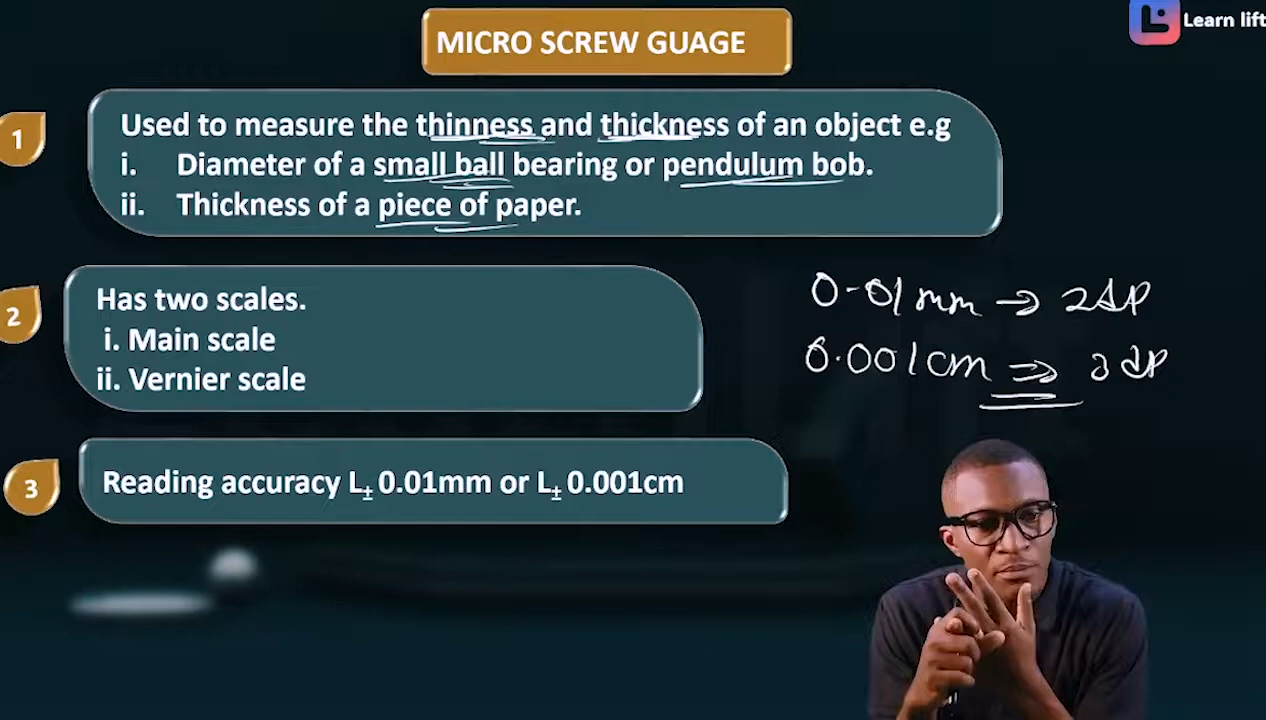 MICRO SCREW GUAGE
Learn lift
1
Used to measure the thinness and thickness of an object e.g
i. Diameter of a small ball bearing or pendulum bob.
ii. Thickness of a piece of paper.
2
Has two scales.
i. Main scale
ii. Vernier scale
0.01mm → 2dp
0.001cm ⇒ 3dp
3
Reading accuracy L± 0.01mm or L± 0.001cm